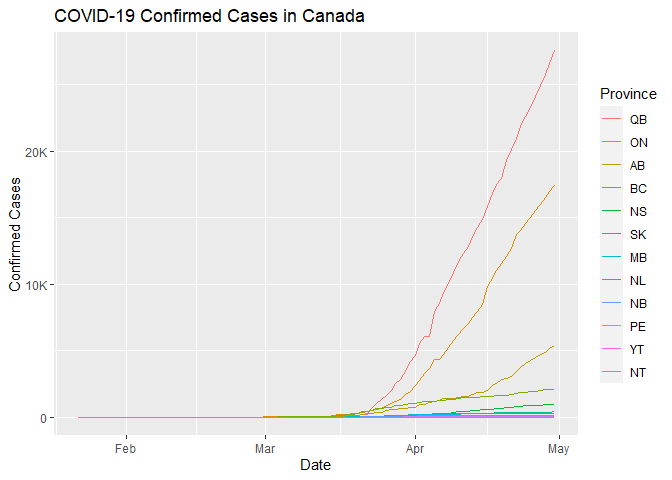 COVID-19 Confirmed Cases in Canada
Confirmed Cases
20K
10K
0
Feb
Mar
Apr
May
Date
Province
QB
ON
AB
BC
NS
SK
MB
NL
NB
PE
YT
NT